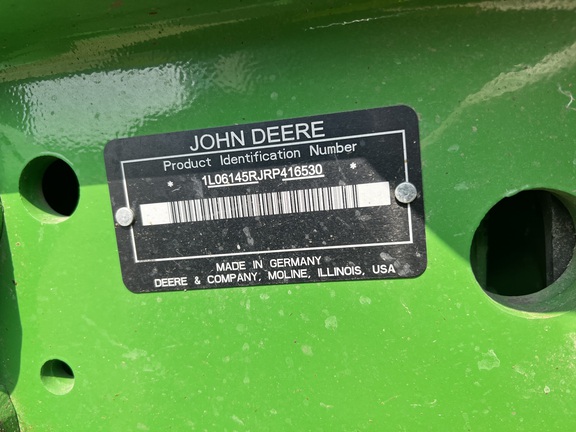 JOHN DEERE
Product Identification Number
* 1L06145RJRP416530 *
MADE IN GERMANY
DEERE & COMPANY, MOLINE, ILLINOIS, USA